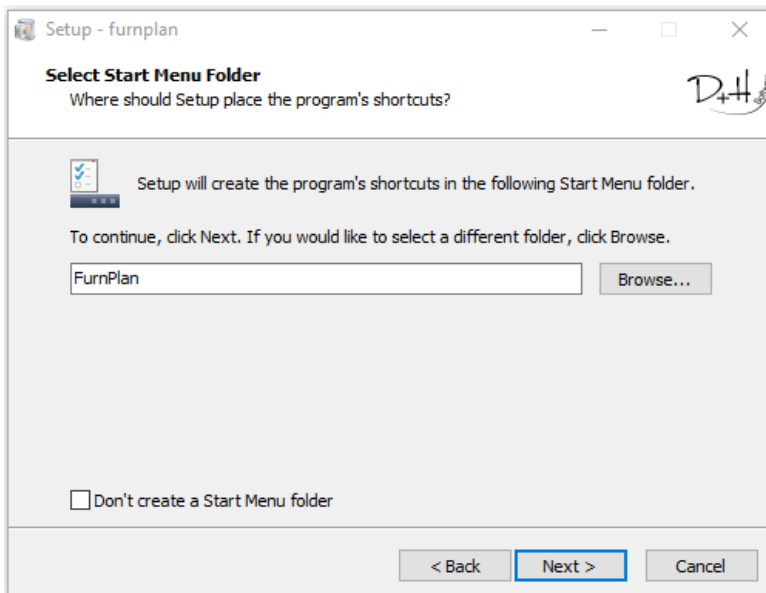 Setup - furnplan
Select Start Menu Folder
Where should Setup place the program's shortcuts?
D+H
Setup will create the program's shortcuts in the following Start Menu folder.
To continue, click Next. If you would like to select a different folder, click Browse.
FurnPlan
Browse...
Don't create a Start Menu folder
< Back
Next >
Cancel